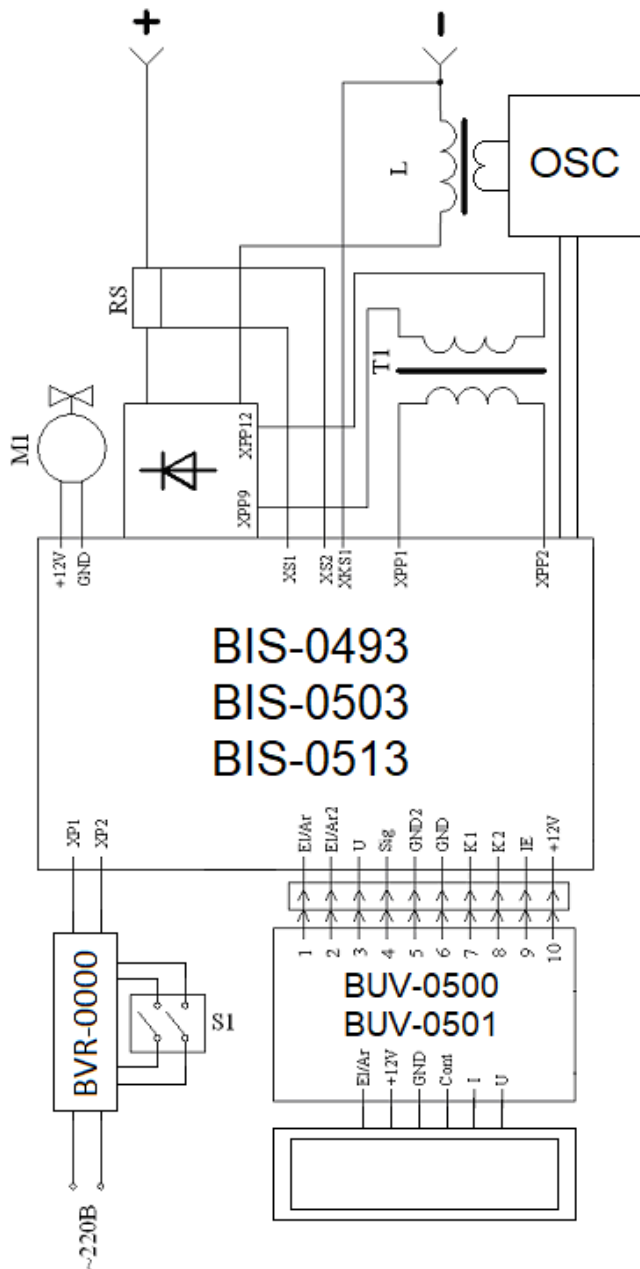 +
-
OSC
L
RS
T1
M1
XPP12
XPP9
+12V
GND
XS1
XS2
XKS1
XPP1
XPP2
BIS-0493
BIS-0503
BIS-0513
XP1
XP2
El/Ar
El/Ar2
U
Sig
GND2
GND
K1
K2
IE
+12V
1
2
3
4
5
6
7
8
9
10
BVR-0000
S1
BUV-0500
BUV-0501
El/Ar
+12V
GND
Cont
I
U
~220В